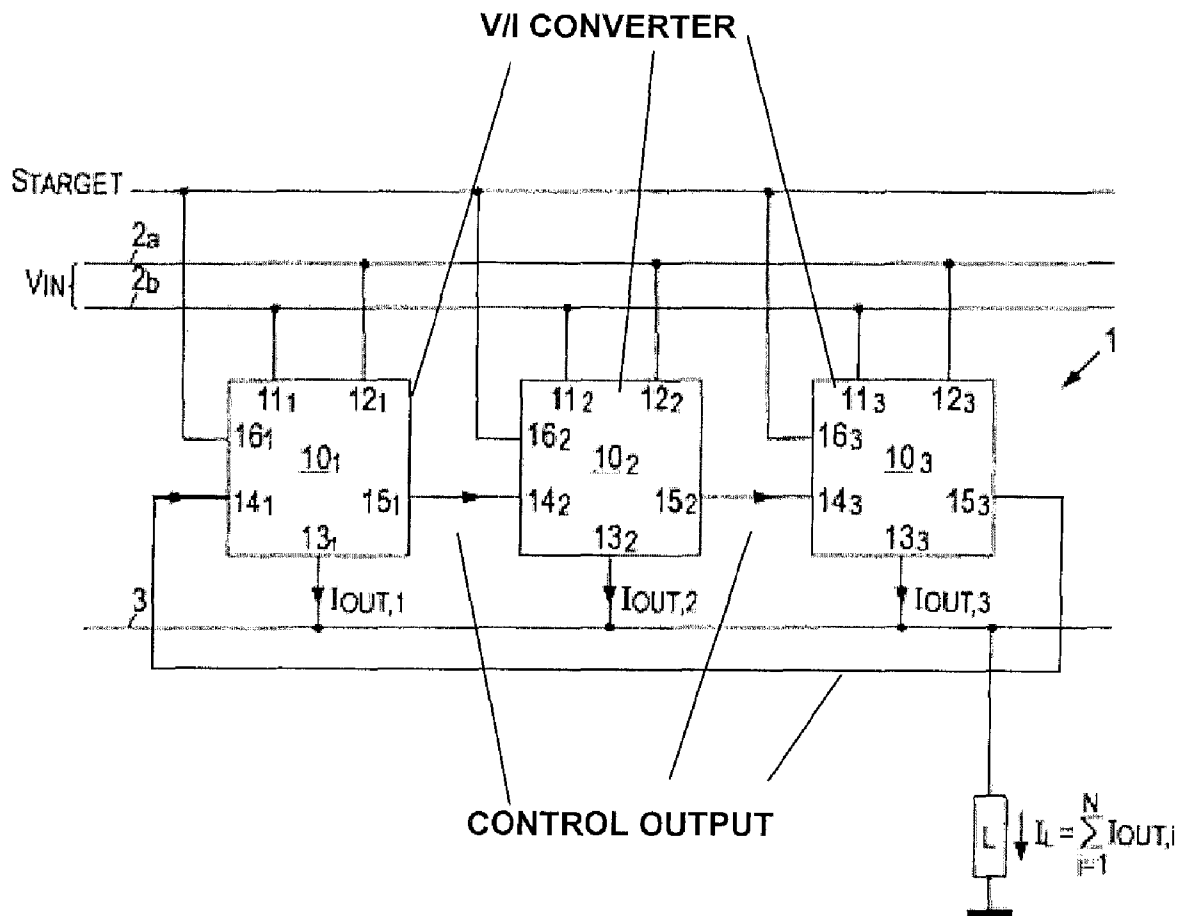 V/I CONVERTER
STARGET
2a
VIN
2b
1
11₁ 12₁
11₂ 12₂
11₃ 12₃
16₁
16₂
16₃
10₁
10₂
10₃
14₁ 15₁
14₂ 15₂
14₃ 15₃
13₁
13₂
13₃
3
IOUT,1
IOUT,2
IOUT,3
CONTROL OUTPUT
L
IL = N∑i=1 IOUT,i